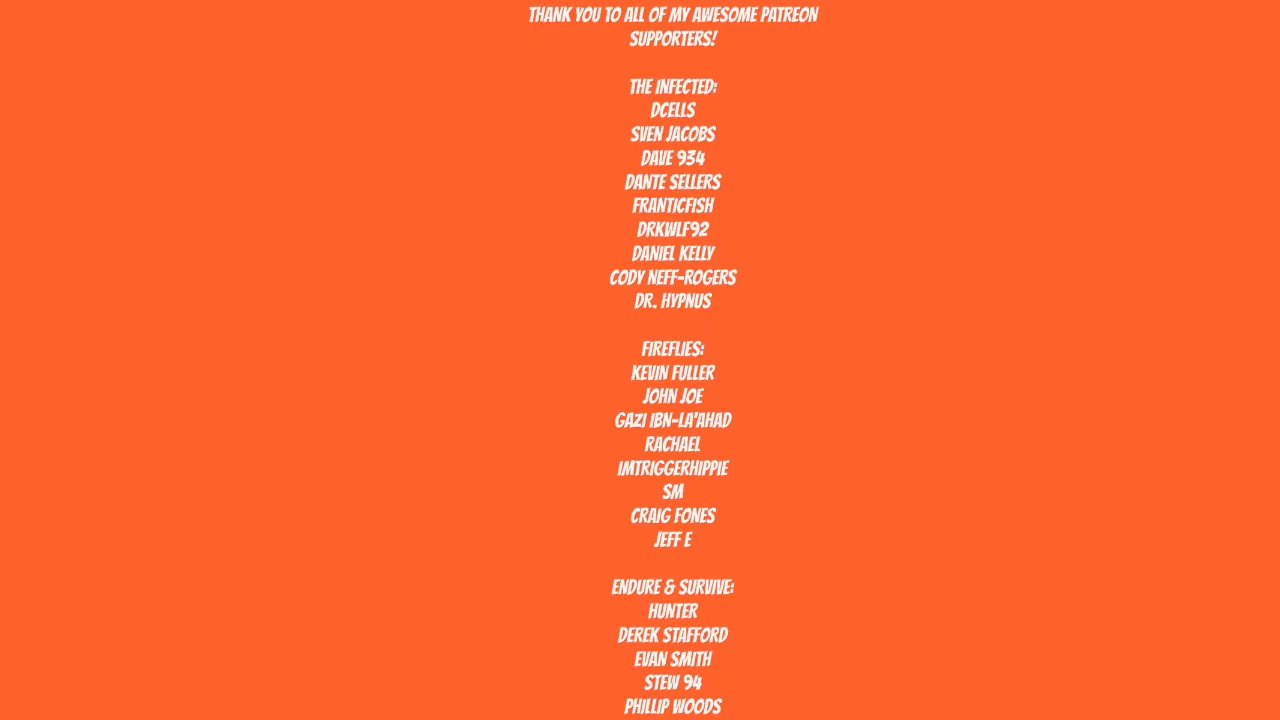 THANK YOU TO ALL OF MY AWESOME PATREON
SUPPORTERS!
THE INFECTED:
DCELLS
SVEN JACOBS
DAVE 934
DANTE SELLERS
FRANTICFISH
DRKWLF92
DANIEL KELLY
CODY NEFF-ROGERS
DR. HYPNUS
FIREFLIES:
KEVIN FULLER
JOHN JOE
GAZI IBN-LA'AHAD
RACHAEL
IMTRIGGERHIPPIE
SM
CRAIG FONES
JEFF E
ENDURE & SURVIVE:
HUNTER
DEREK STAFFORD
EVAN SMITH
STEW 94
PHILLIP WOODS